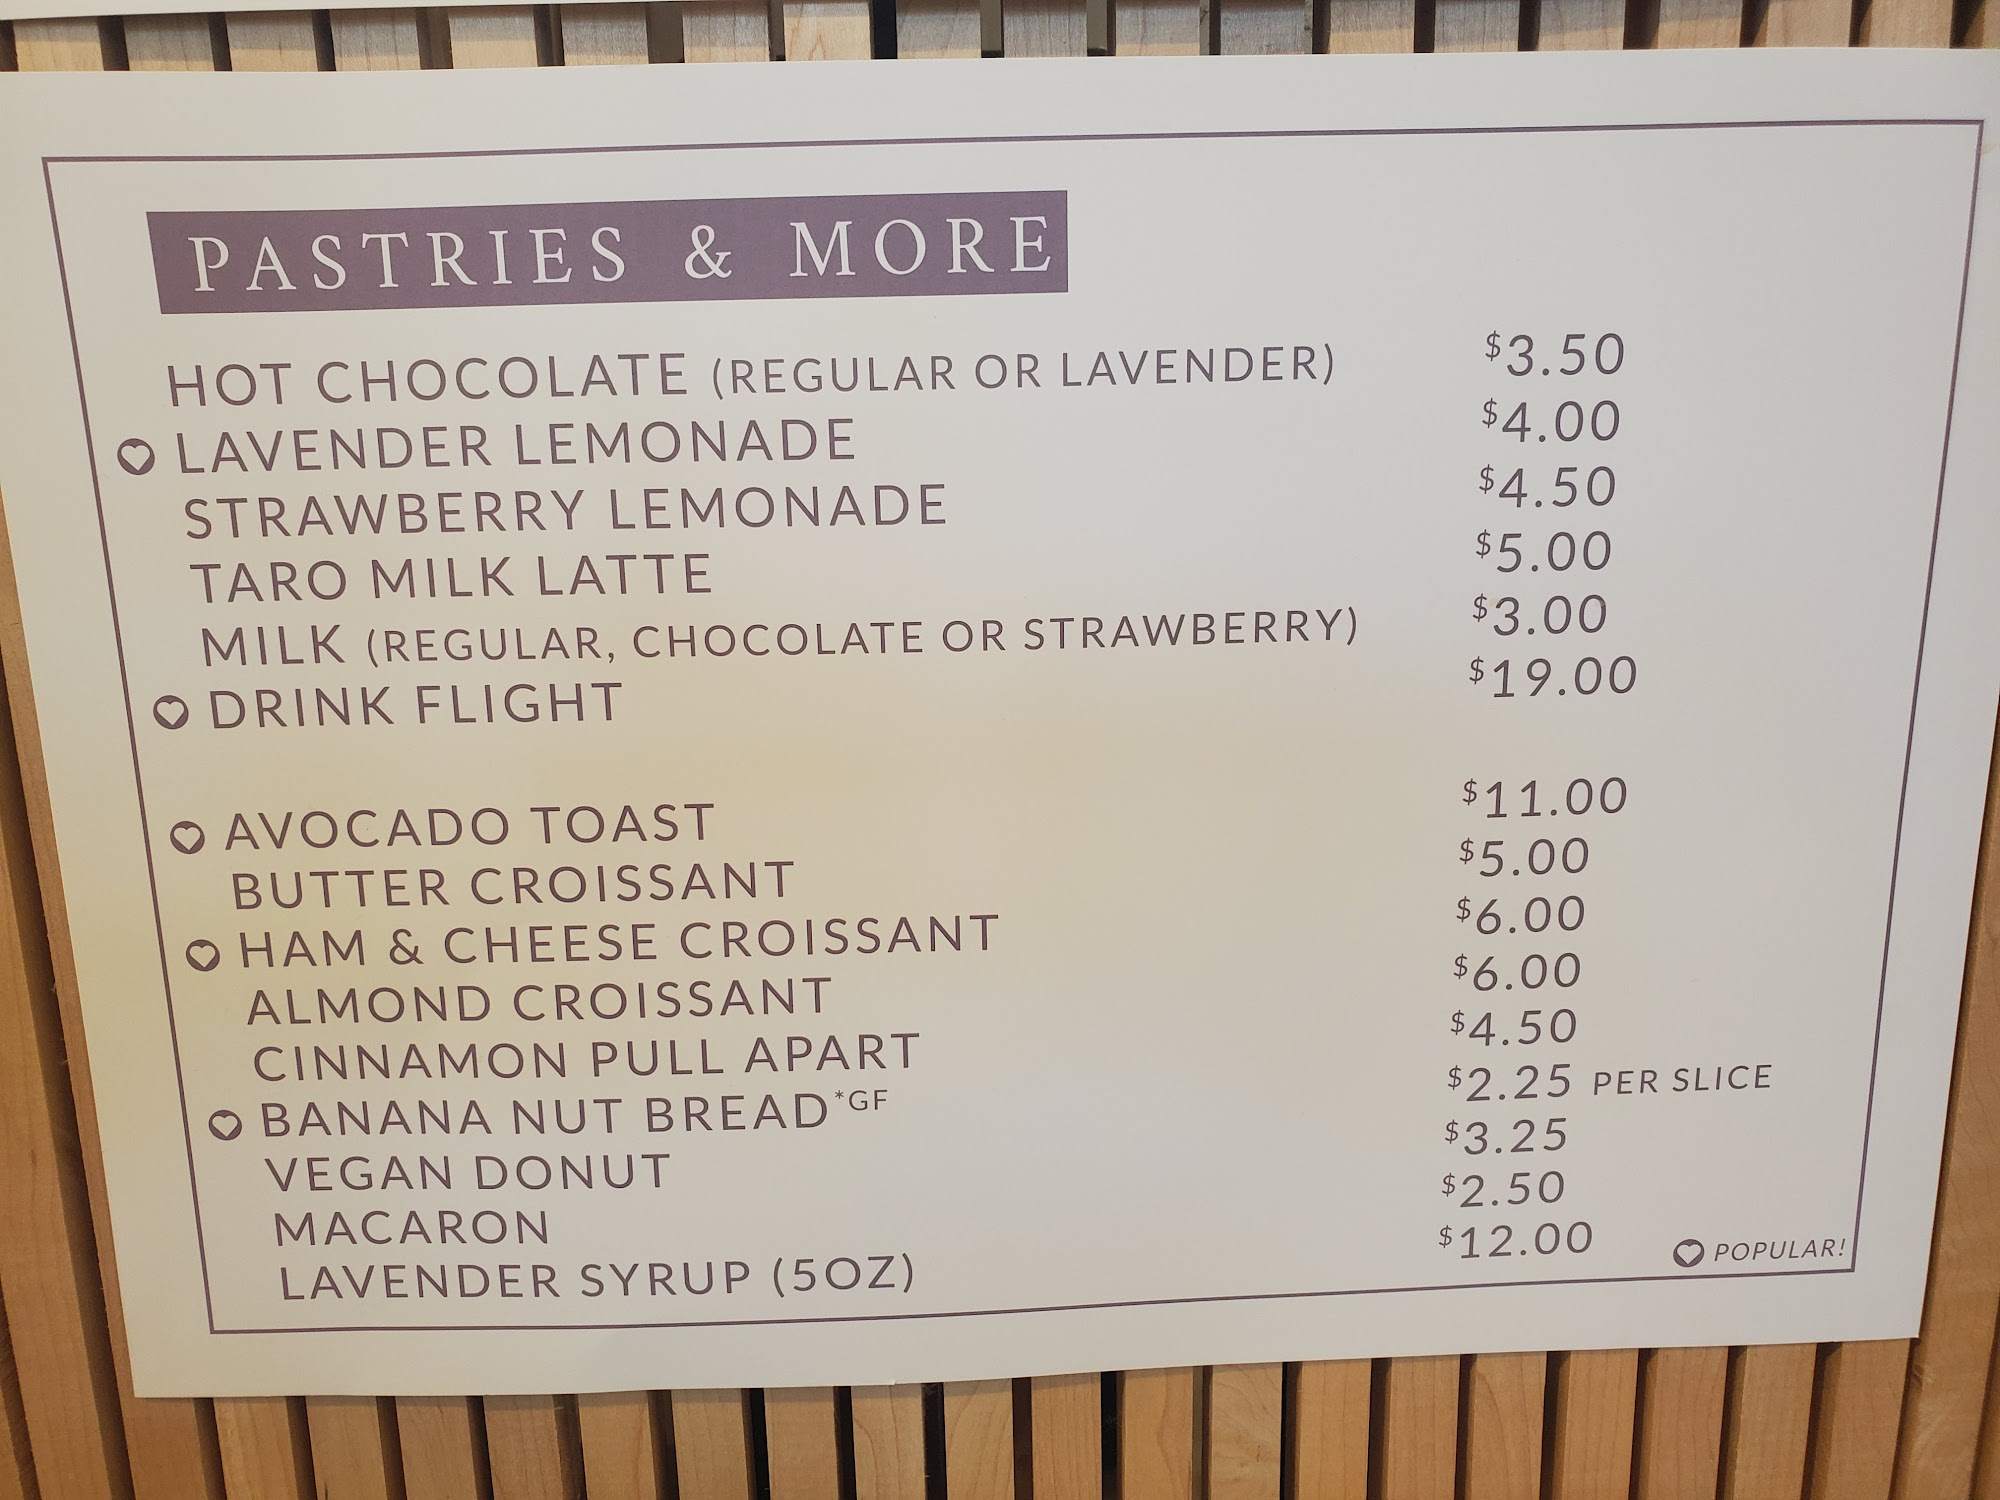 PASTRIES & MORE
HOT CHOCOLATE (REGULAR OR LAVENDER) $3.50
LAVENDER LEMONADE $4.00
STRAWBERRY LEMONADE $4.50
TARO MILK LATTE $5.00
MILK (REGULAR, CHOCOLATE OR STRAWBERRY) $3.00
DRINK FLIGHT $19.00
AVOCADO TOAST $11.00
BUTTER CROISSANT $5.00
HAM & CHEESE CROISSANT $6.00
ALMOND CROISSANT $6.00
CINNAMON PULL APART $4.50
BANANA NUT BREAD*GF $2.25 PER SLICE
VEGAN DONUT $3.25
MACARON $2.50
LAVENDER SYRUP (5OZ) $12.00
POPULAR!